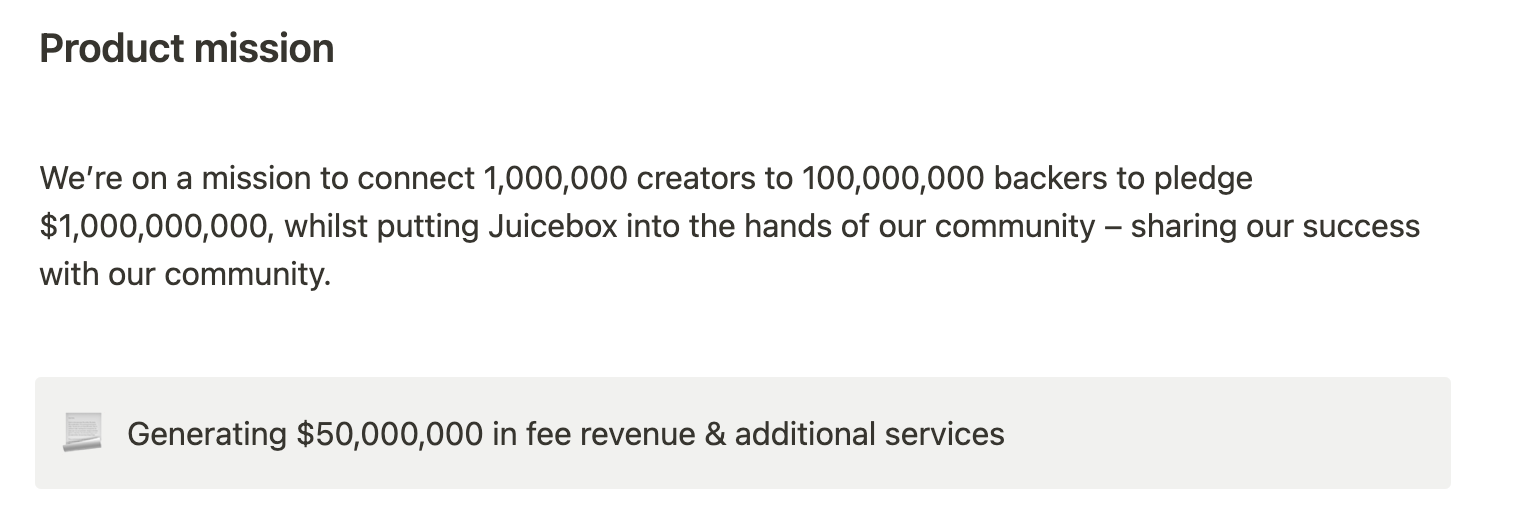 Product mission
We’re on a mission to connect 1,000,000 creators to 100,000,000 backers to pledge
$1,000,000,000, whilst putting Juicebox into the hands of our community – sharing our success
with our community.
Generating $50,000,000 in fee revenue & additional services